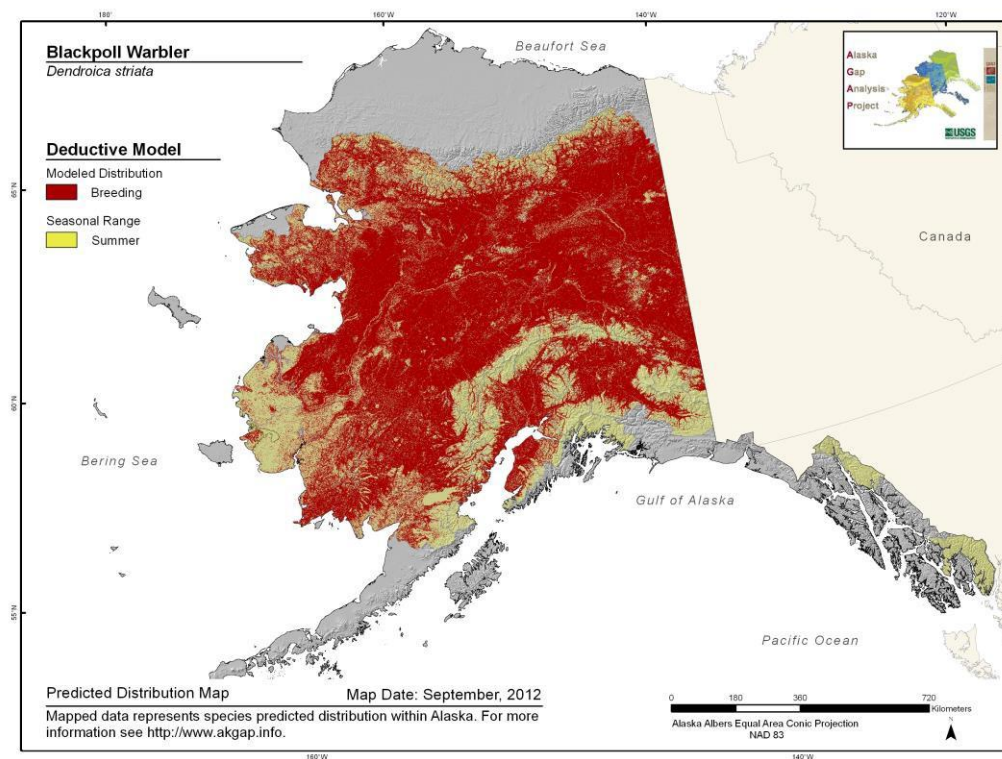 180°
160°W
140°W
120°W
Blackpoll Warbler
Dendroica striata
Beaufort Sea
Alaska
Gap
Analysis
Project
USGS
Deductive Model
Modeled Distribution
Breeding
Seasonal Range
Summer
65°N
Canada
60°N
Bering Sea
Gulf of Alaska
55°N
Pacific Ocean
Predicted Distribution Map
Map Date: September, 2012
Mapped data represents species predicted distribution within Alaska. For more
information see http://www.akgap.info.
0 180 360 720
Kilometers
Alaska Albers Equal Area Conic Projection
NAD 83
N
160°W
140°W